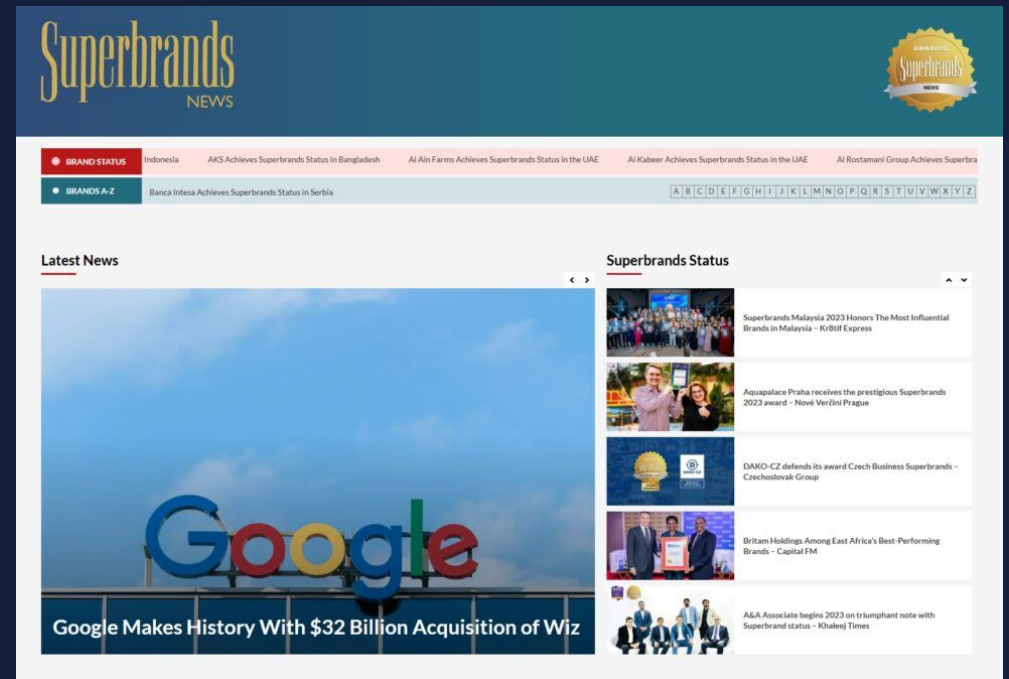 Superbrands
NEWS
AWARDED
Superbrands
NEWS
BRAND STATUS
Indonesia AKS Achieves Superbrands Status in Bangladesh Al Ain Farms Achieves Superbrands Status in the UAE Al Kabeer Achieves Superbrands Status in the UAE Al Rostamani Group Achieves Superbra
BRANDS A-Z
Banca Intesa Achieves Superbrands Status in Serbia
A B C D E F G H I J K L M N O P Q R S T U V W X Y Z
Latest News
Google
Google Makes History With $32 Billion Acquisition of Wiz
Superbrands Status
Superbrands Malaysia 2023 Honors The Most Influential
Brands in Malaysia – Kr8tif Express
Aquapalace Praha receives the prestigious Superbrands
2023 award – Nové Verčini Prague
DAKO-CZ
DAKO-CZ defends its award Czech Business Superbrands –
Czechoslovak Group
Britam Holdings Among East Africa's Best-Performing
Brands – Capital FM
A&A Associate begins 2023 on triumphant note with
Superbrand status – Khaleej Times